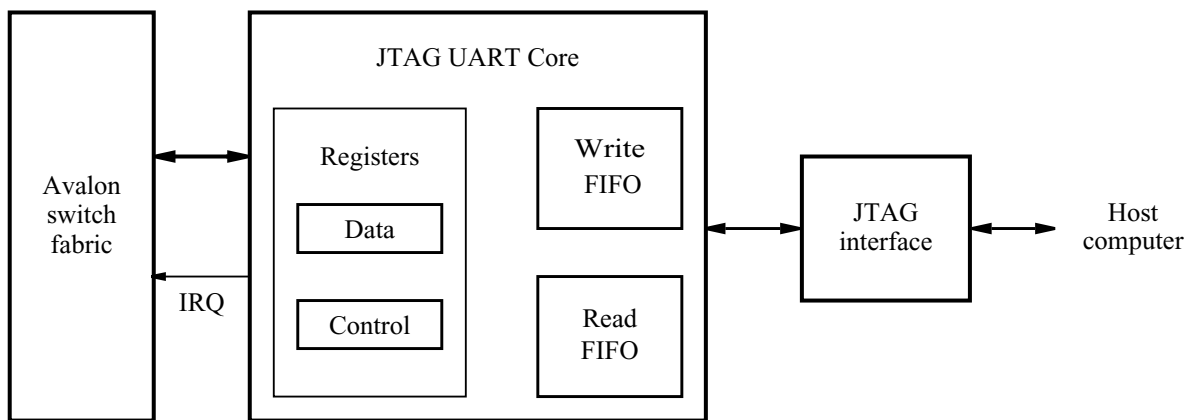 JTAG UART Core
Avalon
switch
fabric
IRQ
Registers
Data
Control
Write
FIFO
Read
FIFO
JTAG
interface
Host
computer